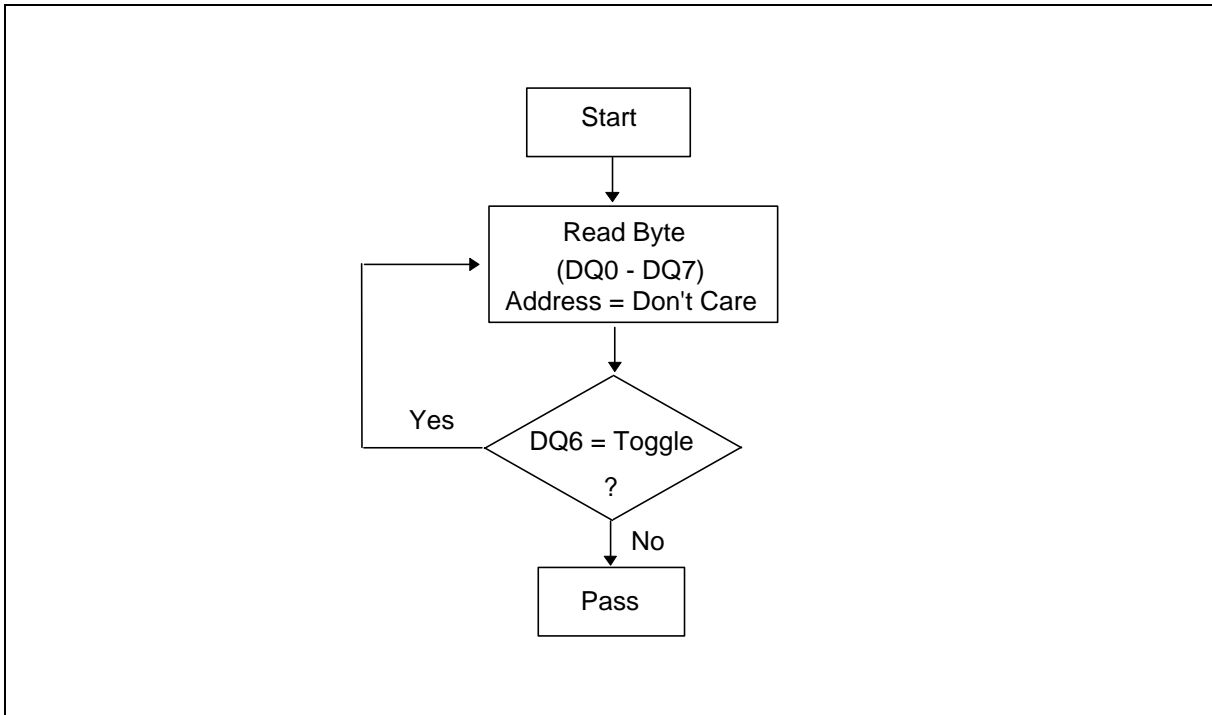 Start
Read Byte
(DQ0 - DQ7)
Address = Don't Care
Yes
DQ6 = Toggle
?
No
Pass